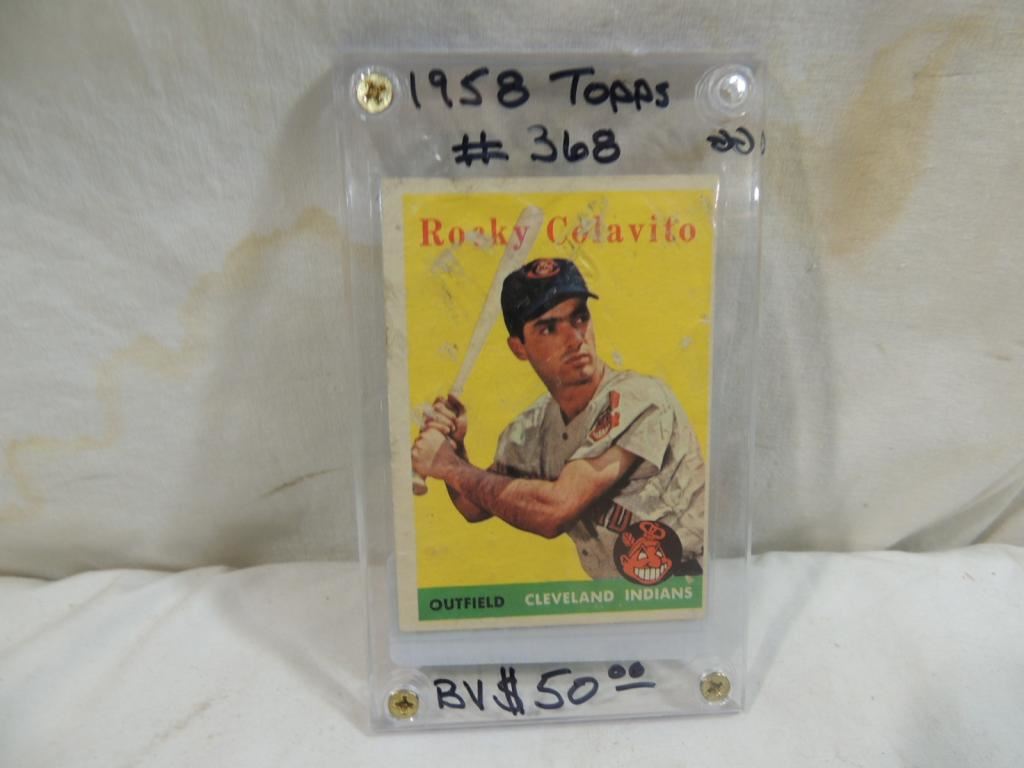 1958 Topps
# 368
Rocky Colavito
OUTFIELD CLEVELAND INDIANS
BV $50.00